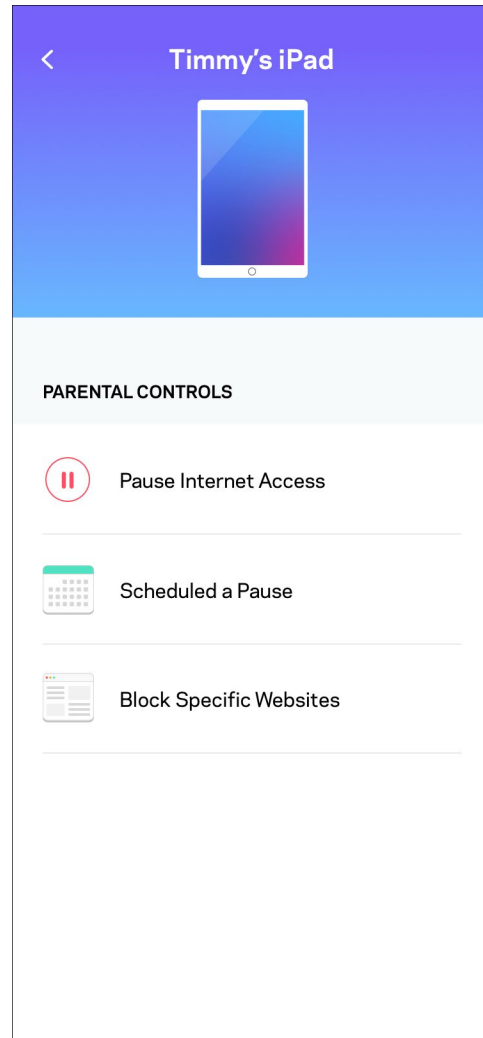 Timmy's iPad
PARENTAL CONTROLS
Pause Internet Access
Scheduled a Pause
Block Specific Websites